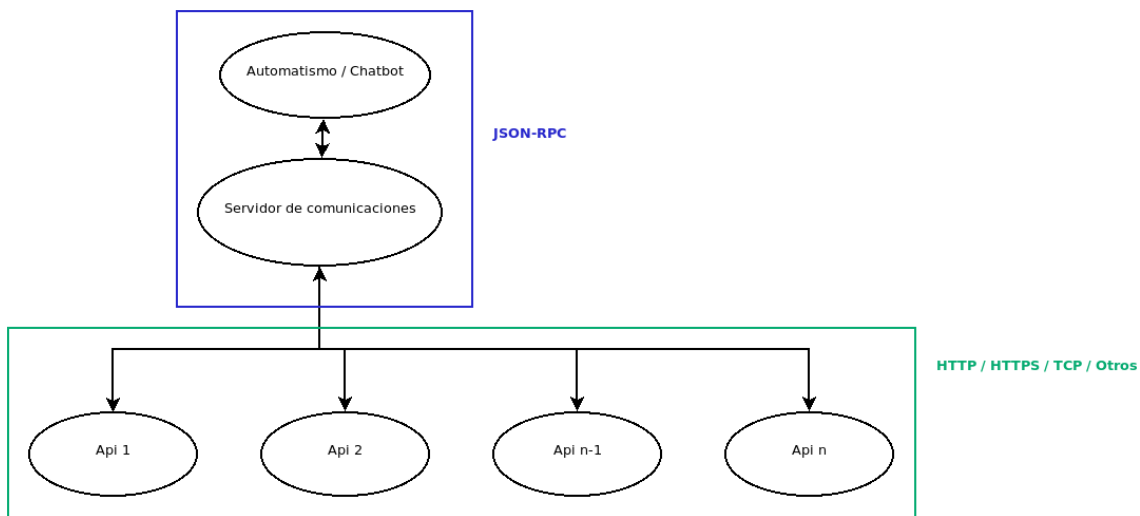 Automatismo / Chatbot
JSON-RPC
Servidor de comunicaciones
HTTP / HTTPS / TCP / Otros
Api 1
Api 2
Api n-1
Api n